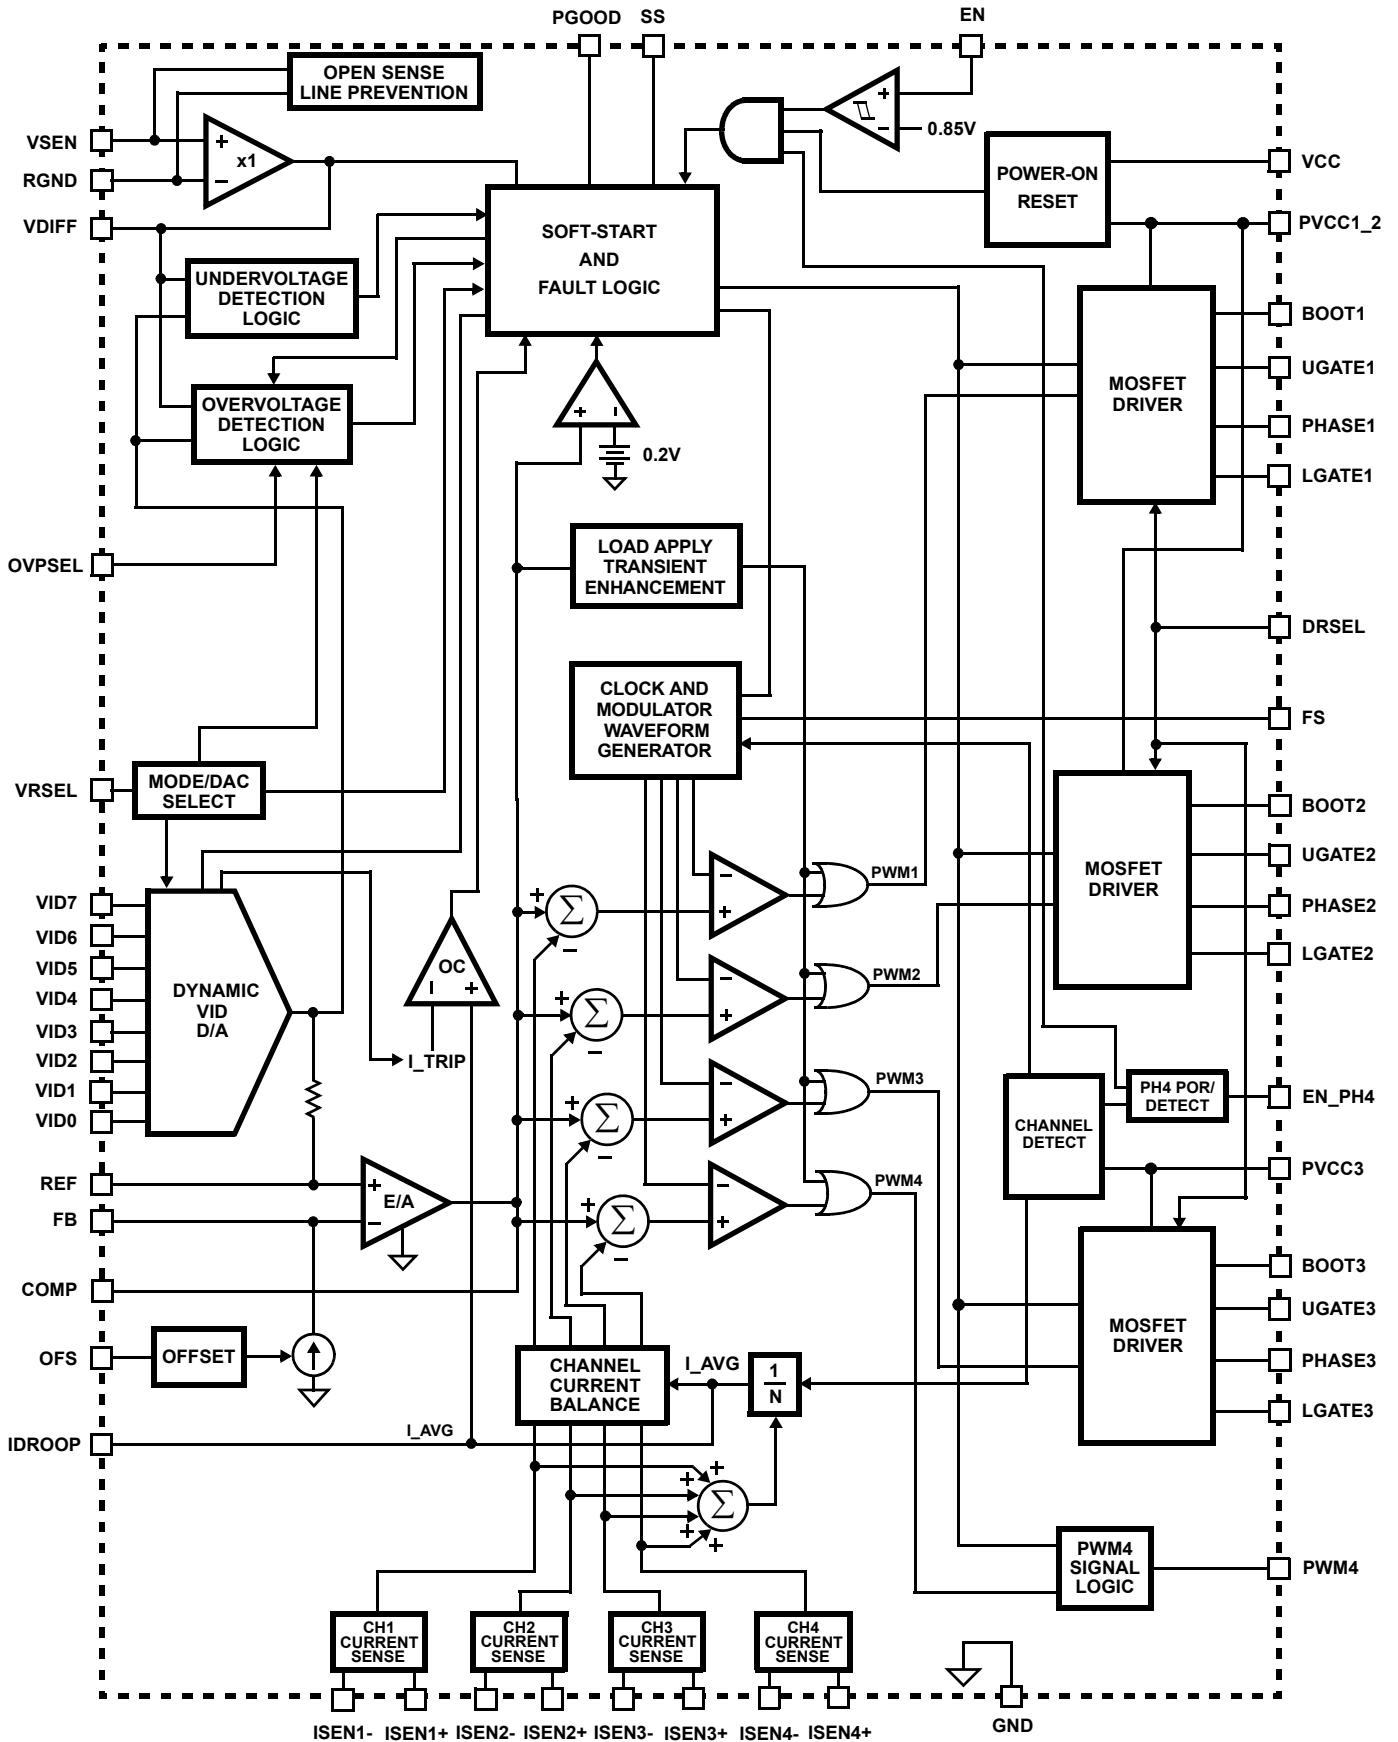 PGOOD SS EN
OPEN SENSE
LINE PREVENTION
VSEN
+
−
x1
RGND
VDIFF
+
−
0.85V
POWER-ON
RESET
VCC
PVCC1_2
SOFT-START
AND
FAULT LOGIC
UNDERVOLTAGE
DETECTION
LOGIC
OVERVOLTAGE
DETECTION
LOGIC
+
−
0.2V
MOSFET
DRIVER
BOOT1
UGATE1
PHASE1
LGATE1
OVPSEL
LOAD APPLY
TRANSIENT
ENHANCEMENT
DRSEL
CLOCK AND
MODULATOR
WAVEFORM
GENERATOR
FS
VRSEL
MODE/DAC
SELECT
MOSFET
DRIVER
BOOT2
UGATE2
PHASE2
LGATE2
VID7
VID6
VID5
VID4
VID3
VID2
VID1
VID0
DYNAMIC
VID
D/A
OC
−
+
I_TRIP
+
Σ
−
−
+
PWM1
+
Σ
−
−
+
PWM2
+
Σ
−
−
+
PWM3
+
Σ
−
−
+
PWM4
CHANNEL
DETECT
PH4 POR/
DETECT
EN_PH4
PVCC3
REF
FB
+
−
E/A
COMP
OFS
OFFSET
CHANNEL
CURRENT
BALANCE
I_AVG
1
N
MOSFET
DRIVER
BOOT3
UGATE3
PHASE3
LGATE3
IDROOP
I_AVG
+
+
Σ
+
+
PWM4
SIGNAL
LOGIC
PWM4
CH1
CURRENT
SENSE
CH2
CURRENT
SENSE
CH3
CURRENT
SENSE
CH4
CURRENT
SENSE
ISEN1- ISEN1+ ISEN2- ISEN2+ ISEN3- ISEN3+ ISEN4- ISEN4+
GND